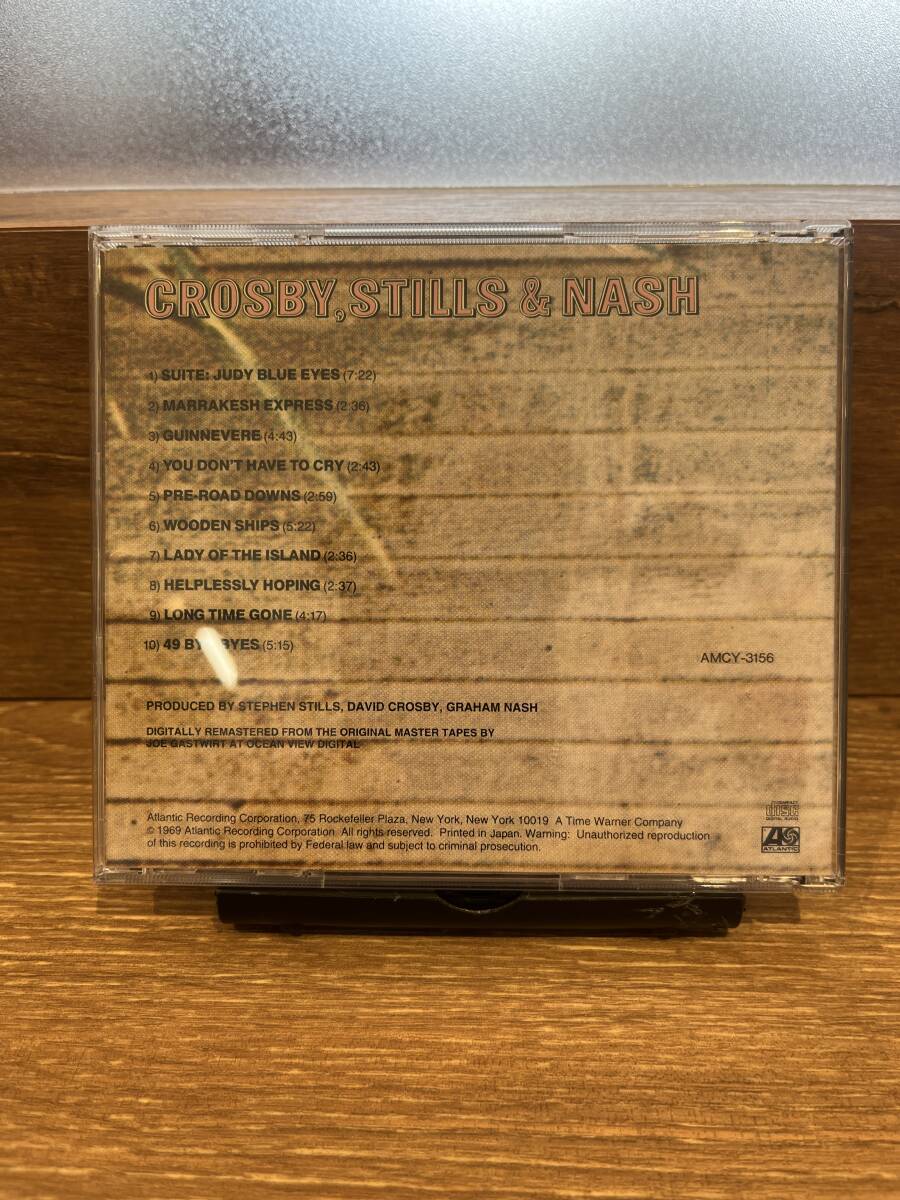 CROSBY, STILLS & NASH
1) SUITE: JUDY BLUE EYES (7:22)
2) MARRAKESH EXPRESS (2:36)
3) GUINNEVERE (4:43)
4) YOU DON'T HAVE TO CRY (2:43)
5) PRE-ROAD DOWNS (2:59)
6) WOODEN SHIPS (5:22)
7) LADY OF THE ISLAND (2:36)
8) HELPLESSLY HOPING (2:37)
9) LONG TIME GONE (4:17)
10) 49 BYE-BYES (5:15)
AMCY-3156
PRODUCED BY STEPHEN STILLS, DAVID CROSBY, GRAHAM NASH
DIGITALLY REMASTERED FROM THE ORIGINAL MASTER TAPES BY
JOE GASTWIRT AT OCEAN VIEW DIGITAL
Atlantic Recording Corporation, 75 Rockefeller Plaza, New York, New York 10019 A Time Warner Company
© 1969 Atlantic Recording Corporation. All rights reserved. Printed in Japan. Warning: Unauthorized reproduction
of this recording is prohibited by Federal law and subject to criminal prosecution.
COMPACT
DISC
DIGITAL AUDIO
ATLANTIC